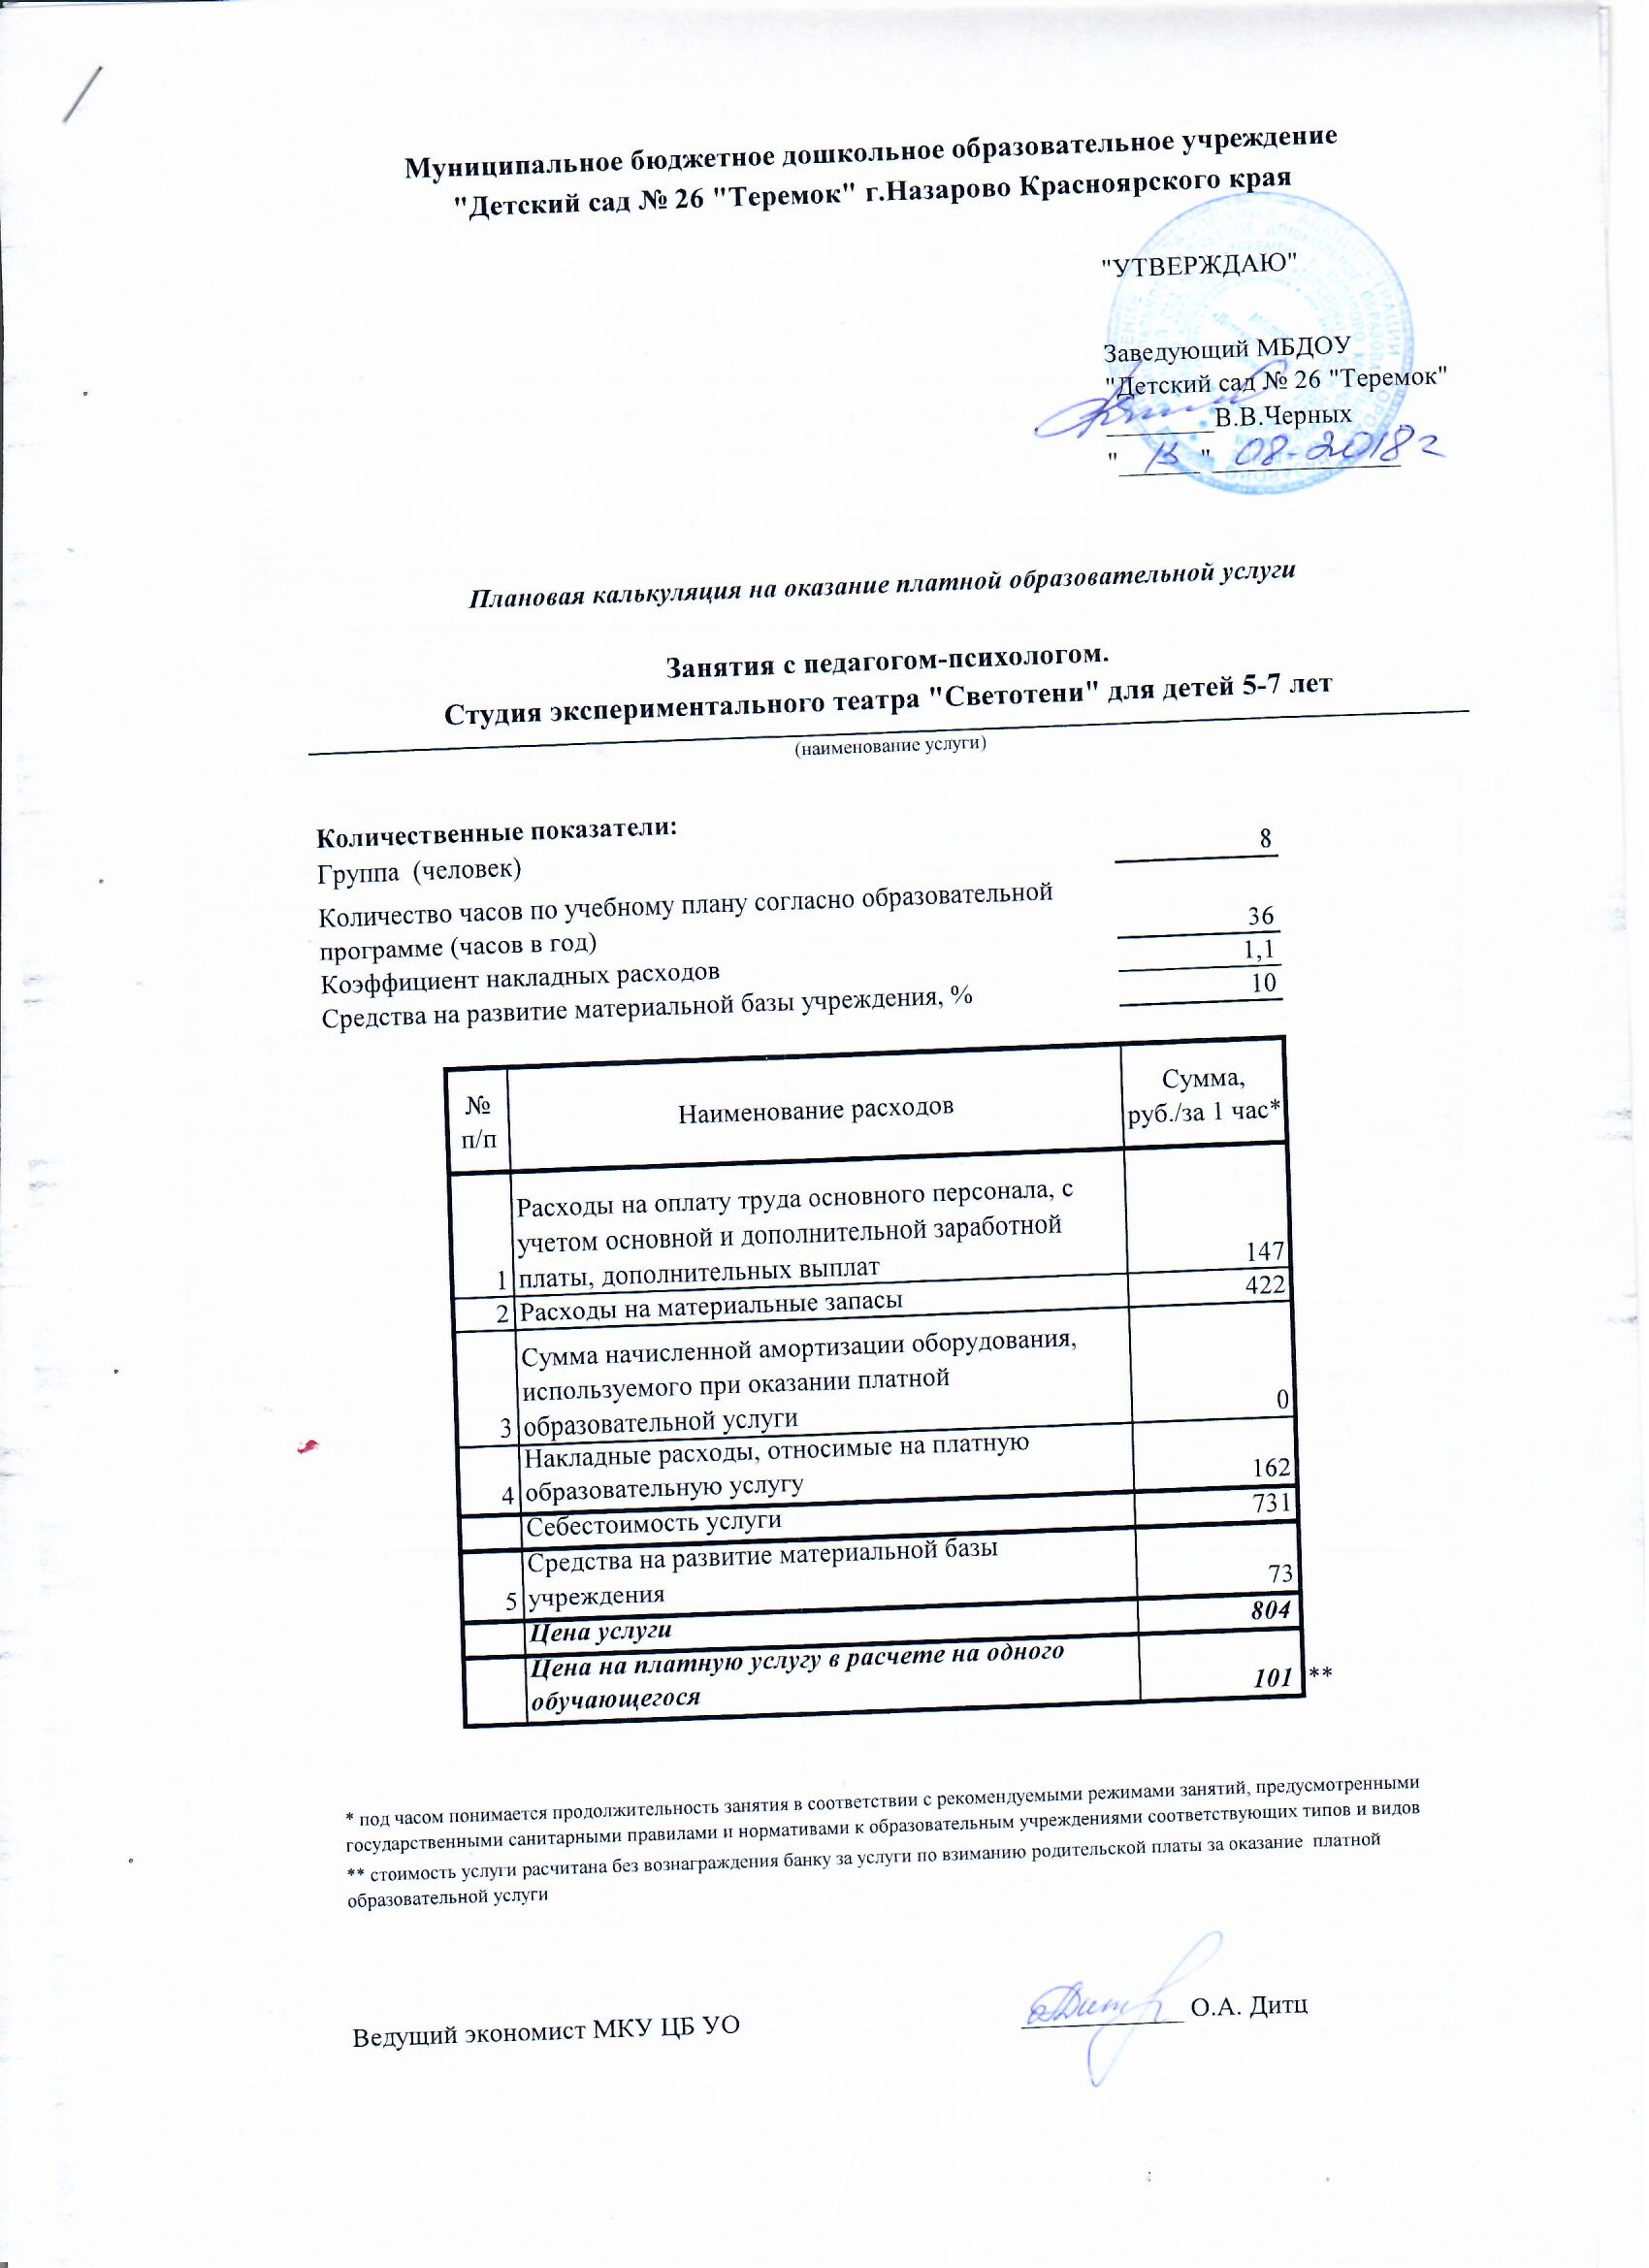 Муниципальное бюджетное дошкольное образовательное учреждение
"Детский сад № 26 "Теремок" г.Назарово Красноярского края
"УТВЕРЖДАЮ"
Заведующий МБДОУ
"Детский сад № 26 "Теремок"
________В.В.Черных
"______" 08-2018г
Плановая калькуляция на оказание платной образовательной услуги
Занятия с педагогом-психологом.
Студия экспериментального театра "Светотени" для детей 5-7 лет
(наименование услуги)
Количественные показатели:
Группа (человек) 8
Количество часов по учебному плану согласно образовательной
программе (часов в год) 36
Коэффициент накладных расходов 1,1
Средства на развитие материальной базы учреждения, % 10
№ Сумма,
п/п Наименование расходов руб./за 1 час*
Расходы на оплату труда основного персонала, с
учетом основной и дополнительной заработной
1 платы, дополнительных выплат 147
2 Расходы на материальные запасы 422
Сумма начисленной амортизации оборудования,
используемого при оказании платной
3 образовательной услуги 0
Накладные расходы, относимые на платную
4 образовательную услугу 162
Себестоимость услуги 731
Средства на развитие материальной базы
5 учреждения 73
Цена услуги 804
Цена на платную услугу в расчете на одного
обучающегося 101 **
* под часом понимается продолжительность занятия в соответствии с рекомендуемыми режимами занятий, предусмотренными
государственными санитарными правилами и нормативами к образовательным учреждениями соответствующих типов и видов
** стоимость услуги расчитана без вознаграждения банку за услуги по взиманию родительской платы за оказание платной
образовательной услуги
Ведущий экономист МКУ ЦБ УО ____________ О.А. Дитц